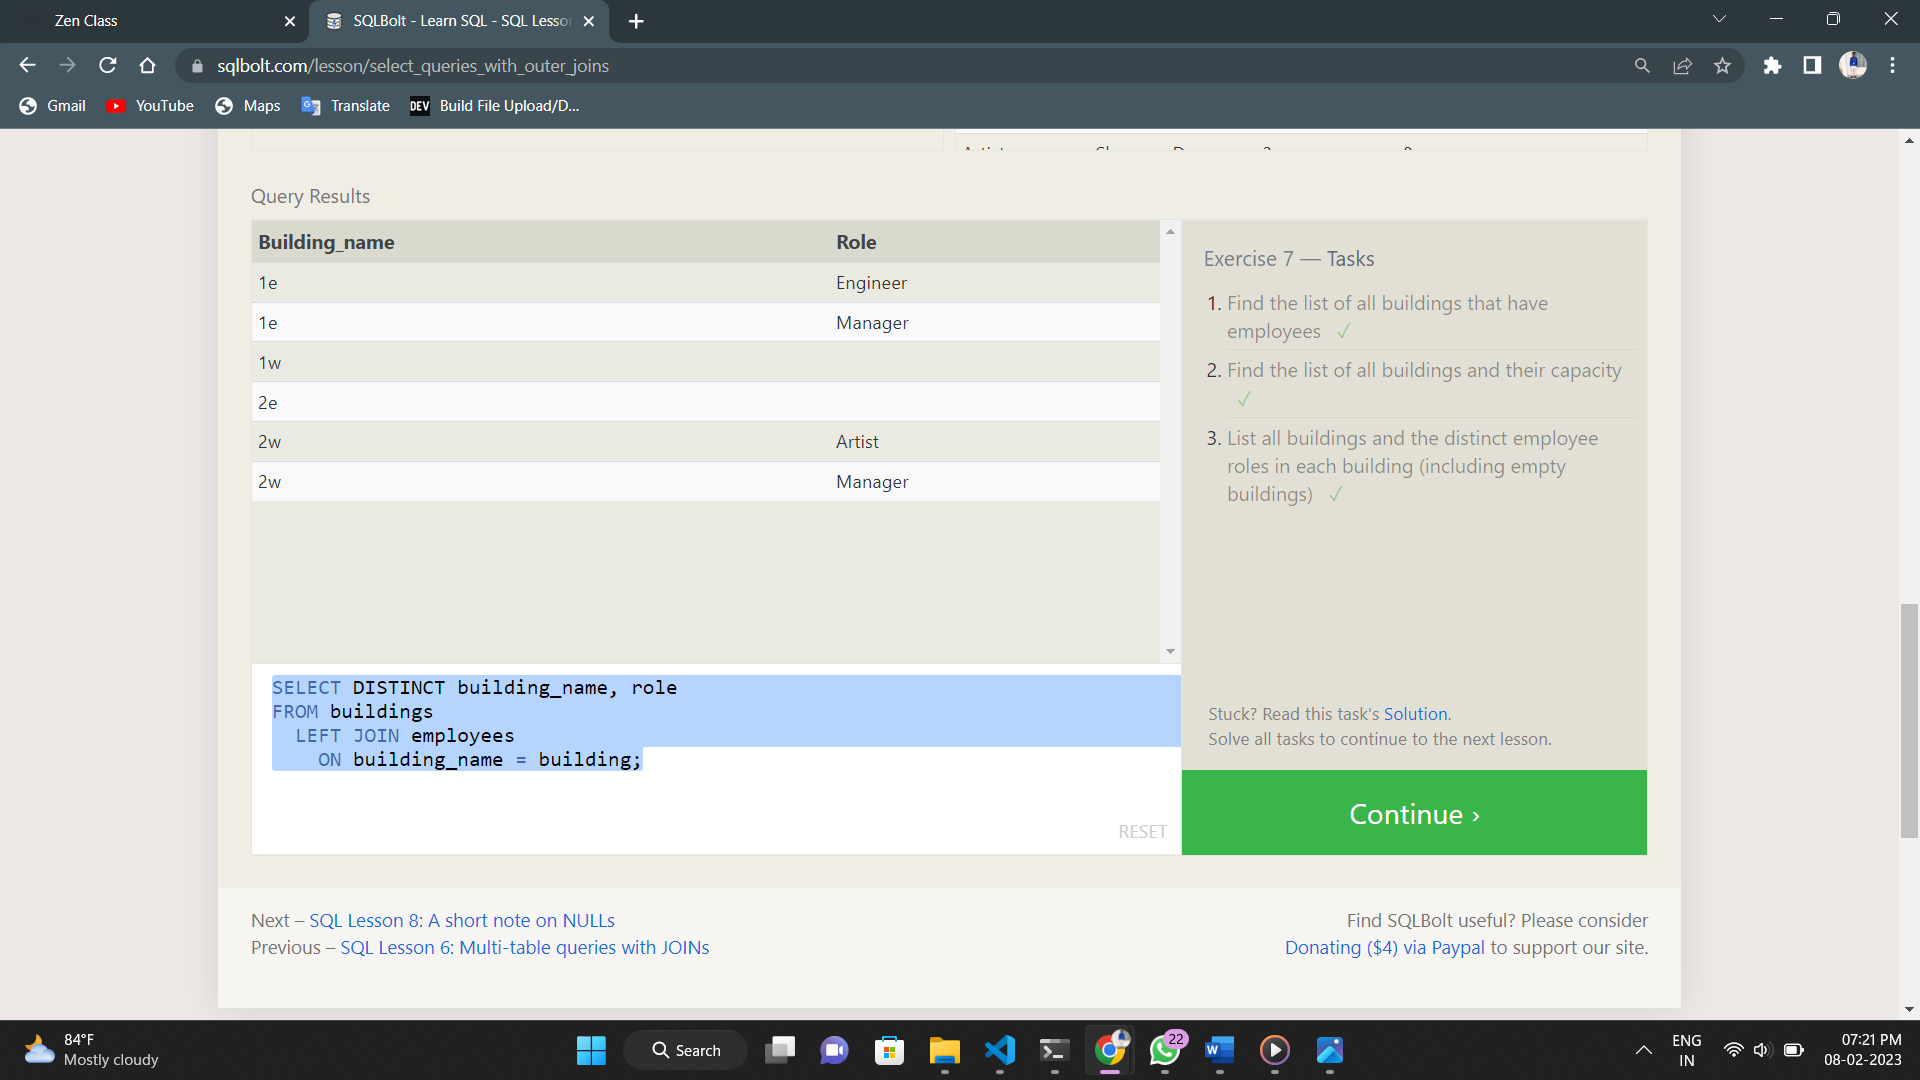 Zen Class
SQLBolt - Learn SQL - SQL Lesson
sqlbolt.com/lesson/select_queries_with_outer_joins
Gmail YouTube Maps Translate DEV Build File Upload/D...
Query Results
Building_name Role
1e Engineer
1e Manager
1w
2e
2w Artist
2w Manager
SELECT DISTINCT building_name, role
FROM buildings
LEFT JOIN employees
ON building_name = building;
RESET
Exercise 7 — Tasks
1. Find the list of all buildings that have
employees ✓
2. Find the list of all buildings and their capacity
✓
3. List all buildings and the distinct employee
roles in each building (including empty
buildings) ✓
Stuck? Read this task's Solution.
Solve all tasks to continue to the next lesson.
Continue ›
Next – SQL Lesson 8: A short note on NULLs
Previous – SQL Lesson 6: Multi-table queries with JOINs
Find SQLBolt useful? Please consider
Donating ($4) via Paypal to support our site.
84°F
Mostly cloudy
Search
22
ENG
IN
07:21 PM
08-02-2023